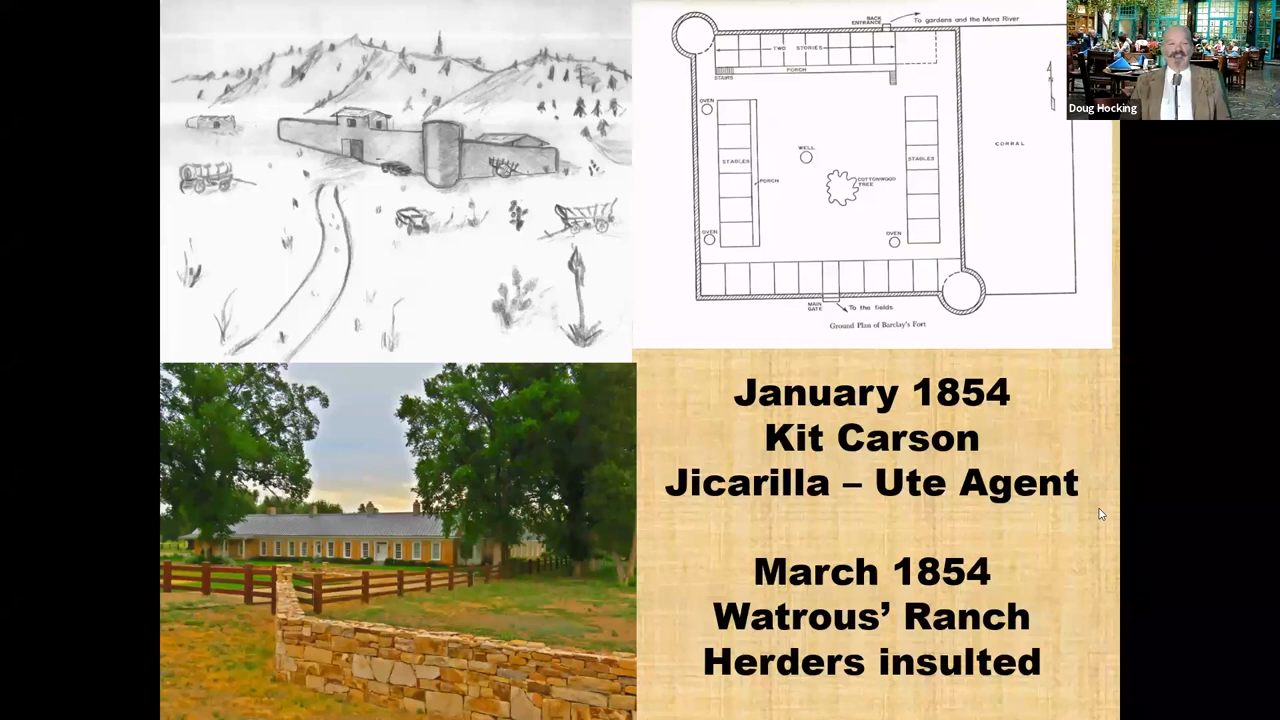 BACK
ENTRANCE
To gardens and the Mora River
TWO STORIES
PORCH
STAIRS
OVEN
WELL
STABLES
STABLES
PORCH
COTTONWOOD
TREE
OVEN
OVEN
MAIN
GATE
To the fields
Ground Plan of Barclay's Fort
N
CORRAL
Doug Hocking
January 1854
Kit Carson
Jicarilla – Ute Agent
March 1854
Watrous’ Ranch
Herders insulted